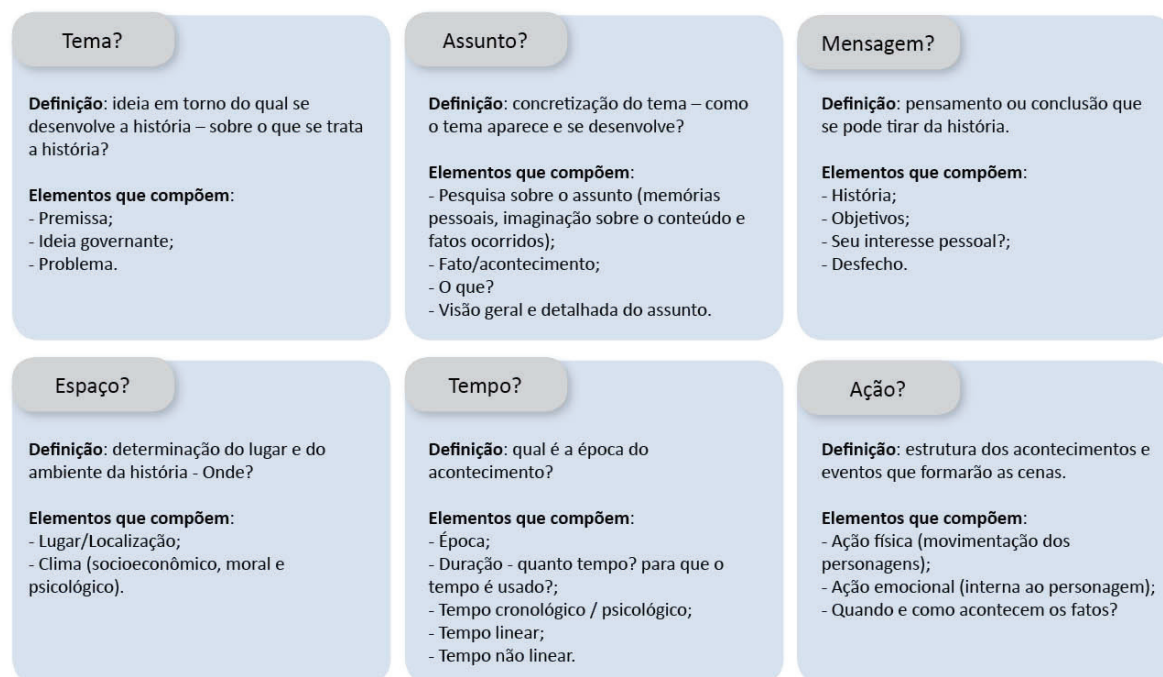 Tema?
Definição: ideia em torno do qual se
desenvolve a história – sobre o que se trata
a história?
Elementos que compõem:
- Premissa;
- Ideia governante;
- Problema.
Assunto?
Definição: concretização do tema – como
o tema aparece e se desenvolve?
Elementos que compõem:
- Pesquisa sobre o assunto (memórias
pessoais, imaginação sobre o conteúdo e
fatos ocorridos);
- Fato/acontecimento;
- O que?
- Visão geral e detalhada do assunto.
Mensagem?
Definição: pensamento ou conclusão que
se pode tirar da história.
Elementos que compõem:
- História;
- Objetivos;
- Seu interesse pessoal?;
- Desfecho.
Espaço?
Definição: determinação do lugar e do
ambiente da história - Onde?
Elementos que compõem:
- Lugar/Localização;
- Clima (socioeconômico, moral e
psicológico).
Tempo?
Definição: qual é a época do
acontecimento?
Elementos que compõem:
- Época;
- Duração - quanto tempo? para que o
tempo é usado?;
- Tempo cronológico / psicológico;
- Tempo linear;
- Tempo não linear.
Ação?
Definição: estrutura dos acontecimentos e
eventos que formarão as cenas.
Elementos que compõem:
- Ação física (movimentação dos
personagens);
- Ação emocional (interna ao personagem);
- Quando e como acontecem os fatos?